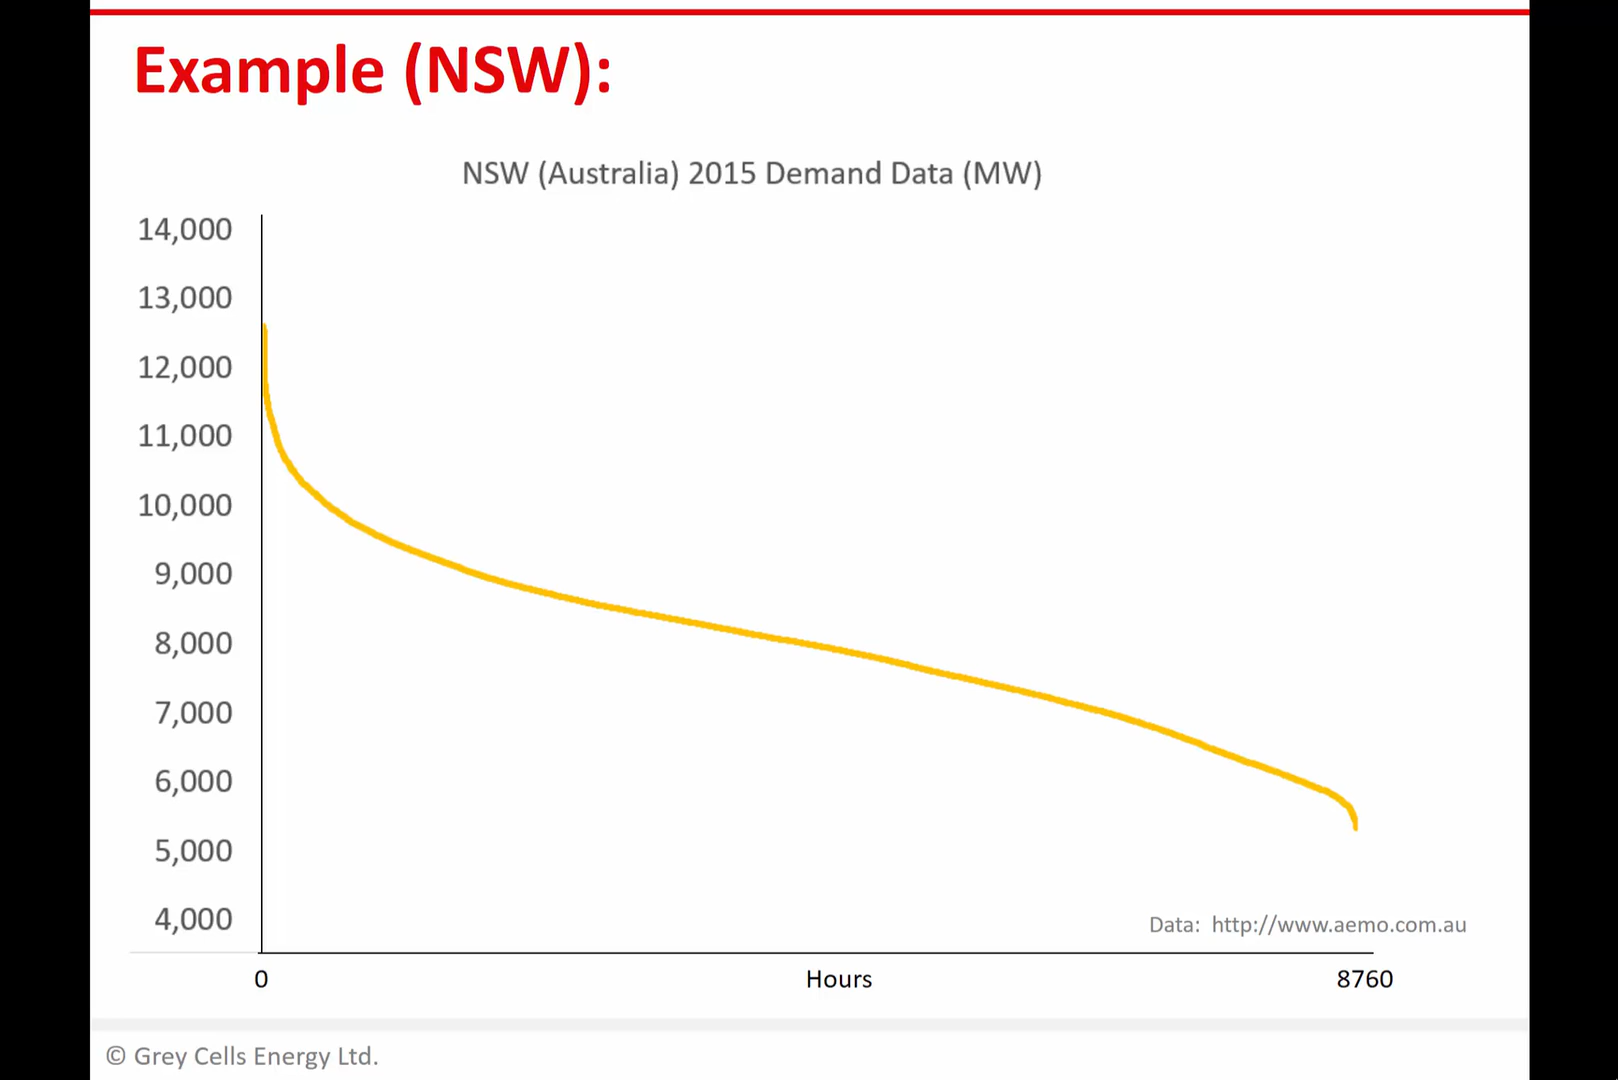 Example (NSW):
NSW (Australia) 2015 Demand Data (MW)
14,000
13,000
12,000
11,000
10,000
9,000
8,000
7,000
6,000
5,000
4,000
Data: http://www.aemo.com.au
0 Hours 8760
© Grey Cells Energy Ltd.